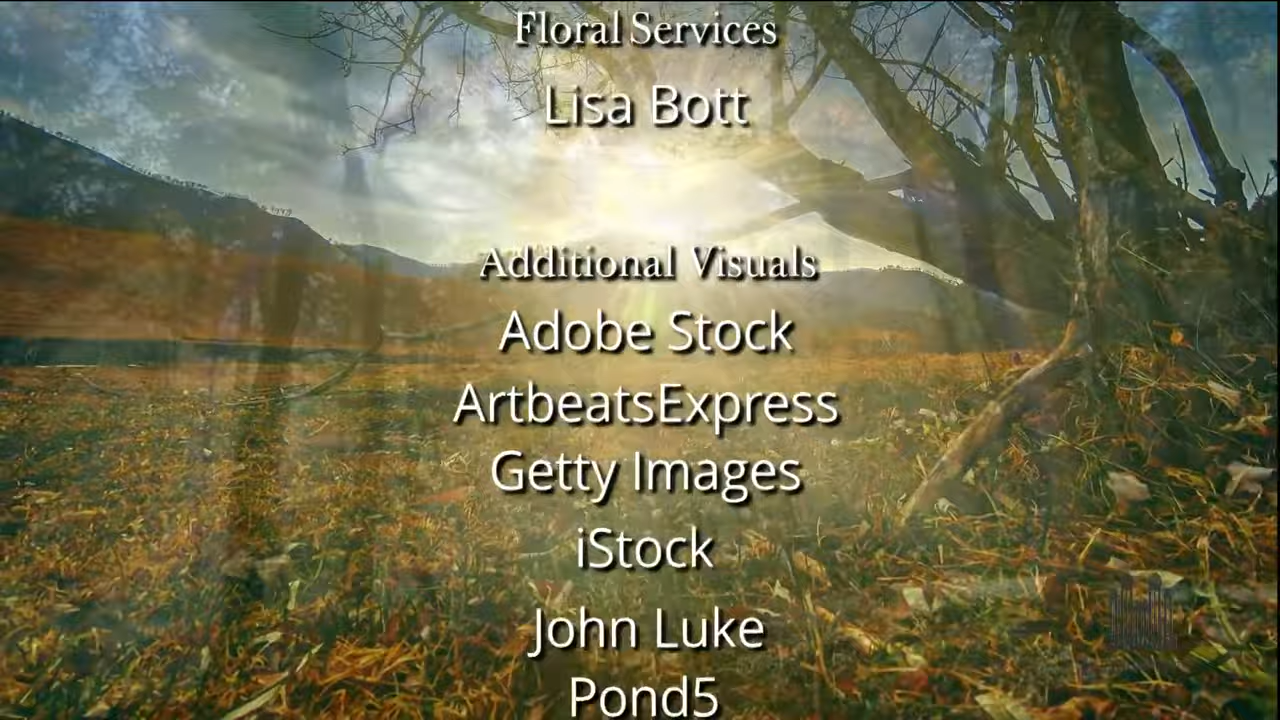 Floral Services
Lisa Bott
Additional Visuals
Adobe Stock
ArtbeatsExpress
Getty Images
iStock
John Luke
Pond5